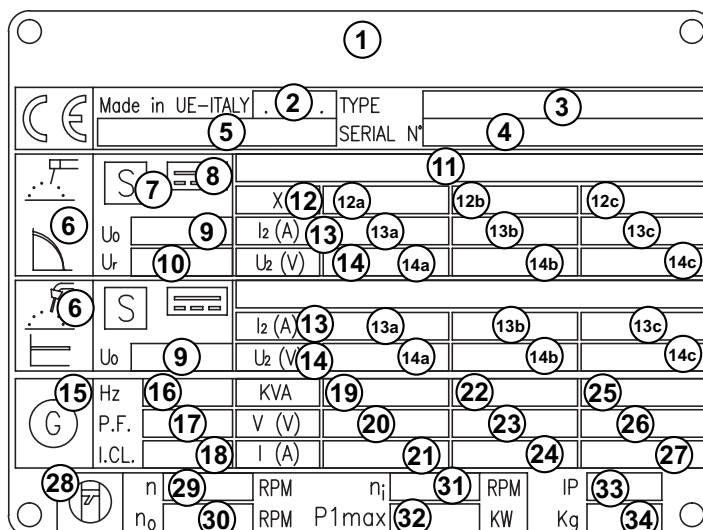 1
CE Made in UE-ITALY . 2 . TYPE 3
5 SERIAL N° 4
S 7 8 11
X 12 12a 12b 12c
6 Uo 9 I2 (A) 13 13a 13b 13c
Ur 10 U2 (V) 14 14a 14b 14c
6 S
I2 (A) 13 13a 13b 13c
Uo 9 U2 (V) 14 14a 14b 14c
15 Hz 16 KVA 19 22 25
G P.F. 17 V (V) 20 23 26
I.CL. 18 I (A) 21 24 27
28 n 29 RPM ni 31 RPM IP 33
no 30 RPM P1max 32 KW Kg 34